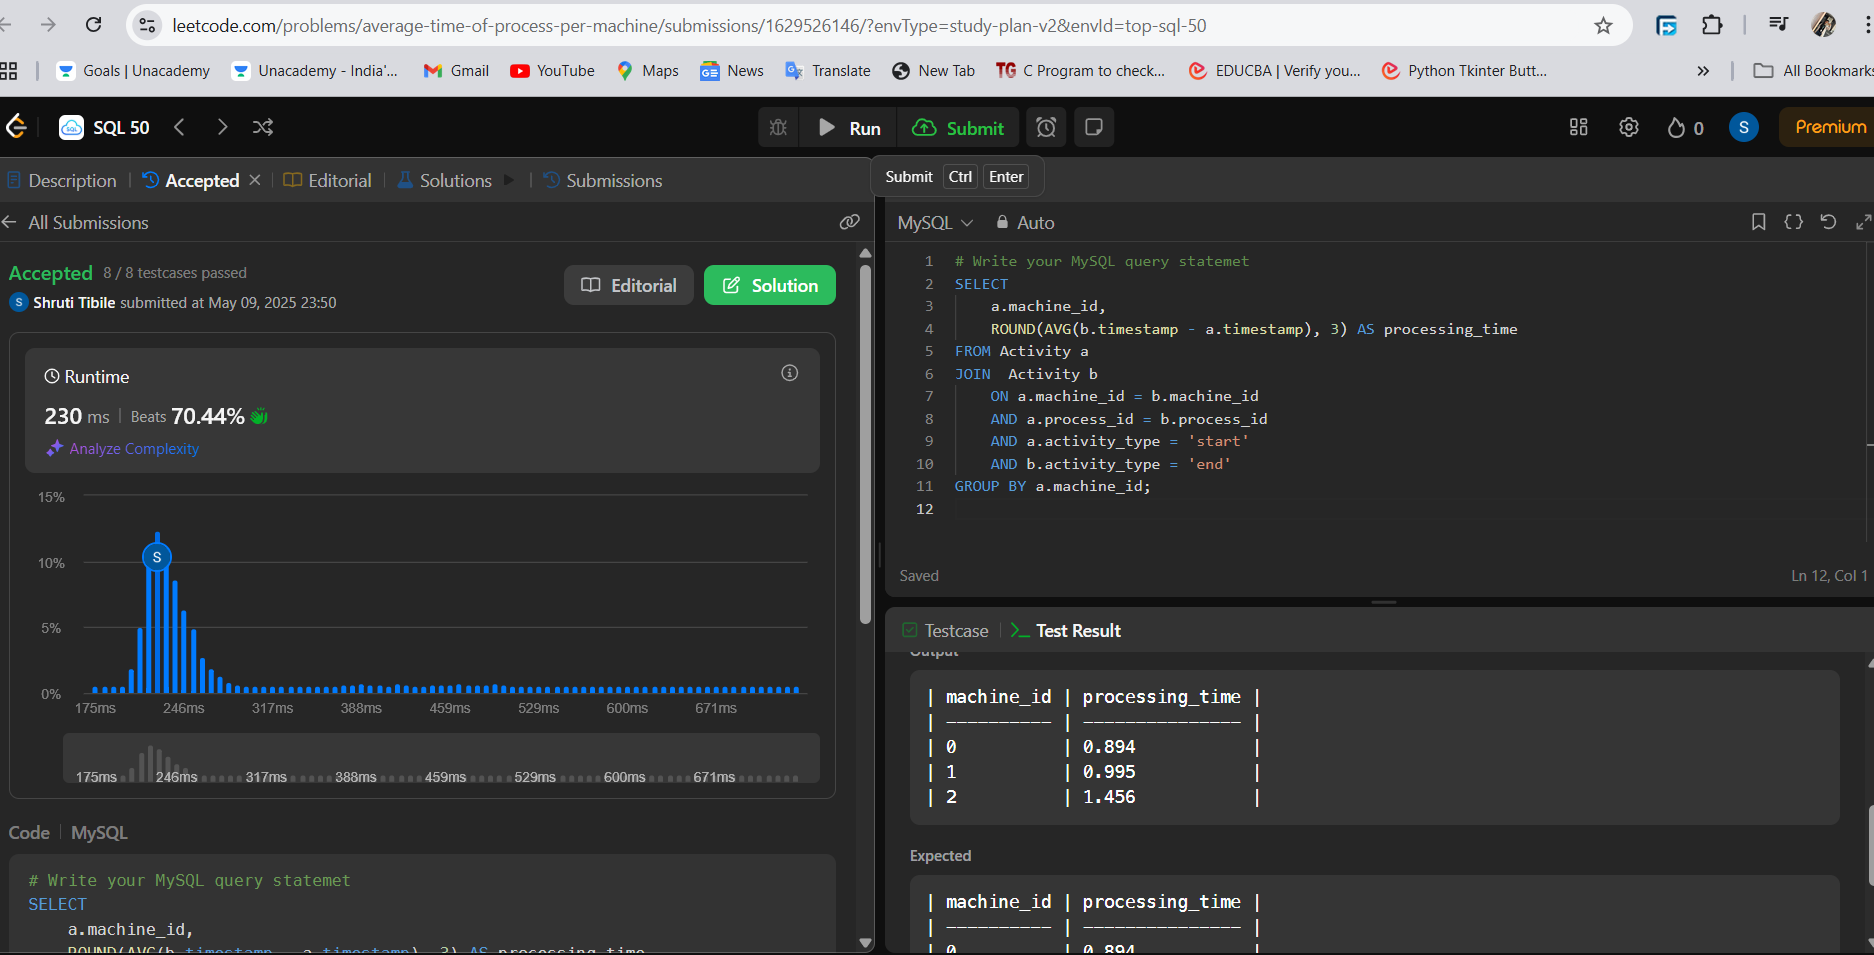 leetcode.com/problems/average-time-of-process-per-machine/submissions/1629526146/?envType=study-plan-v2&envId=top-sql-50
Goals | Unacademy
Unacademy - India'...
Gmail
YouTube
Maps
News
Translate
New Tab
TG C Program to check...
EDUCBA | Verify you...
Python Tkinter Butt...
»
All Bookmarks
SQL 50
Run
Submit
0
S
Premium
Description
Accepted
Editorial
Solutions
Submissions
Submit Ctrl Enter
All Submissions
Accepted 8 / 8 testcases passed
S Shruti Tibile submitted at May 09, 2025 23:50
Editorial
Solution
Runtime
230 ms | Beats 70.44%
Analyze Complexity
15%
10%
5%
0%
S
175ms 246ms 317ms 388ms 459ms 529ms 600ms 671ms
175ms 246ms 317ms 388ms 459ms 529ms 600ms 671ms
Code | MySQL
# Write your MySQL query statemet
SELECT
a.machine_id,
ROUND(AVG(b.timestamp - a.timestamp), 3) AS processing_time
MySQL
Auto
1 # Write your MySQL query statemet
2 SELECT
3 a.machine_id,
4 ROUND(AVG(b.timestamp - a.timestamp), 3) AS processing_time
5 FROM Activity a
6 JOIN  Activity b
7 ON a.machine_id = b.machine_id
8 AND a.process_id = b.process_id
9 AND a.activity_type = 'start'
10 AND b.activity_type = 'end'
11 GROUP BY a.machine_id;
12
Saved
Ln 12, Col 1
Testcase
Test Result
Output
| machine_id | processing_time |
| ---------- | --------------- |
| 0 | 0.894 |
| 1 | 0.995 |
| 2 | 1.456 |
Expected
| machine_id | processing_time |
| ---------- | --------------- |
| 0 | 0.894 |